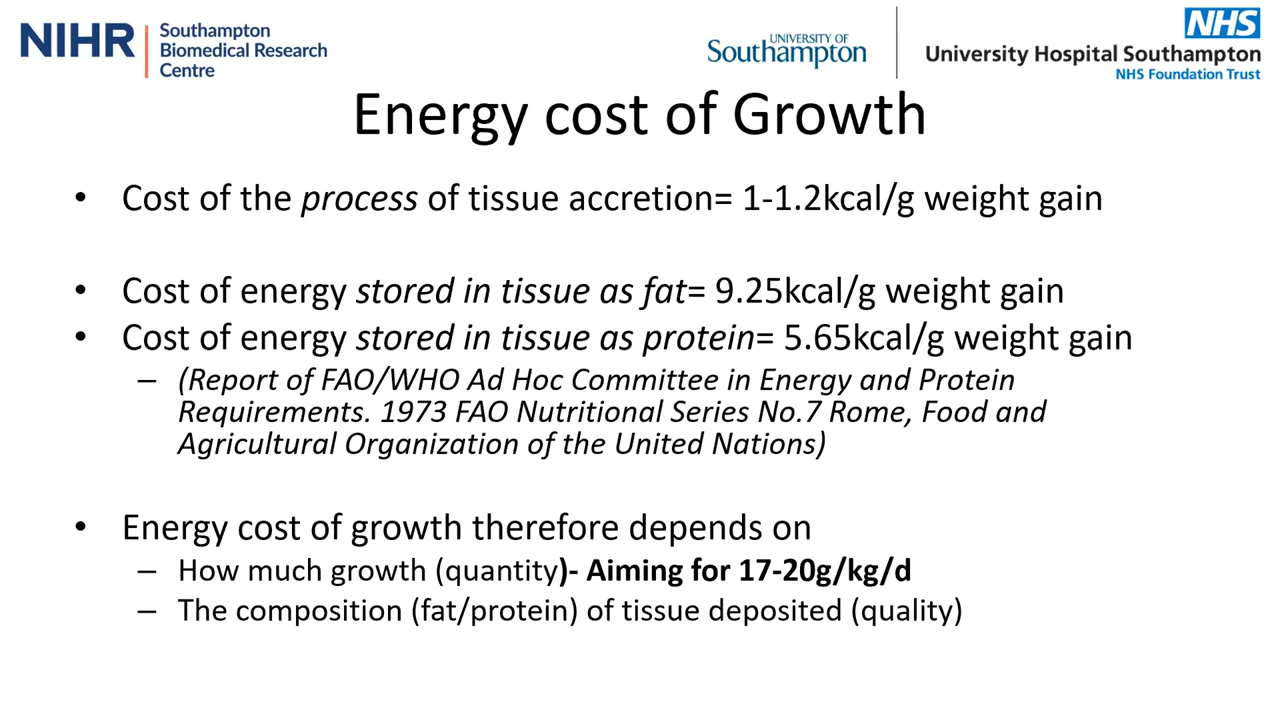 NIHR
Southampton
Biomedical Research
Centre
UNIVERSITY OF
Southampton
NHS
University Hospital Southampton
NHS Foundation Trust
Energy cost of Growth
• Cost of the process of tissue accretion= 1-1.2kcal/g weight gain
• Cost of energy stored in tissue as fat= 9.25kcal/g weight gain
• Cost of energy stored in tissue as protein= 5.65kcal/g weight gain
– (Report of FAO/WHO Ad Hoc Committee in Energy and Protein
Requirements. 1973 FAO Nutritional Series No.7 Rome, Food and
Agricultural Organization of the United Nations)
• Energy cost of growth therefore depends on
– How much growth (quantity)- Aiming for 17-20g/kg/d
– The composition (fat/protein) of tissue deposited (quality)